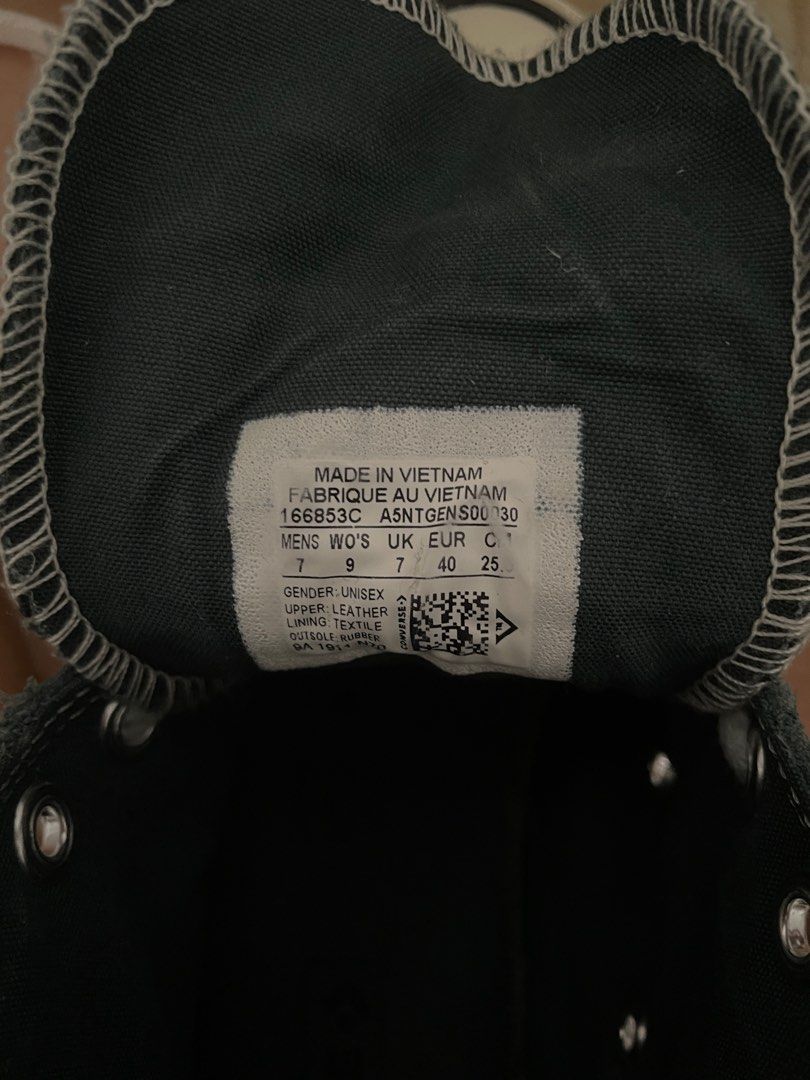 MADE IN VIETNAM
FABRIQUE AU VIETNAM
166853C
MENS WO'S UK EUR
7 9 7 40
GENDER: UNISEX
UPPER: LEATHER
LINING: TEXTILE
OUTSOLE: RUBBER
CONVERSE